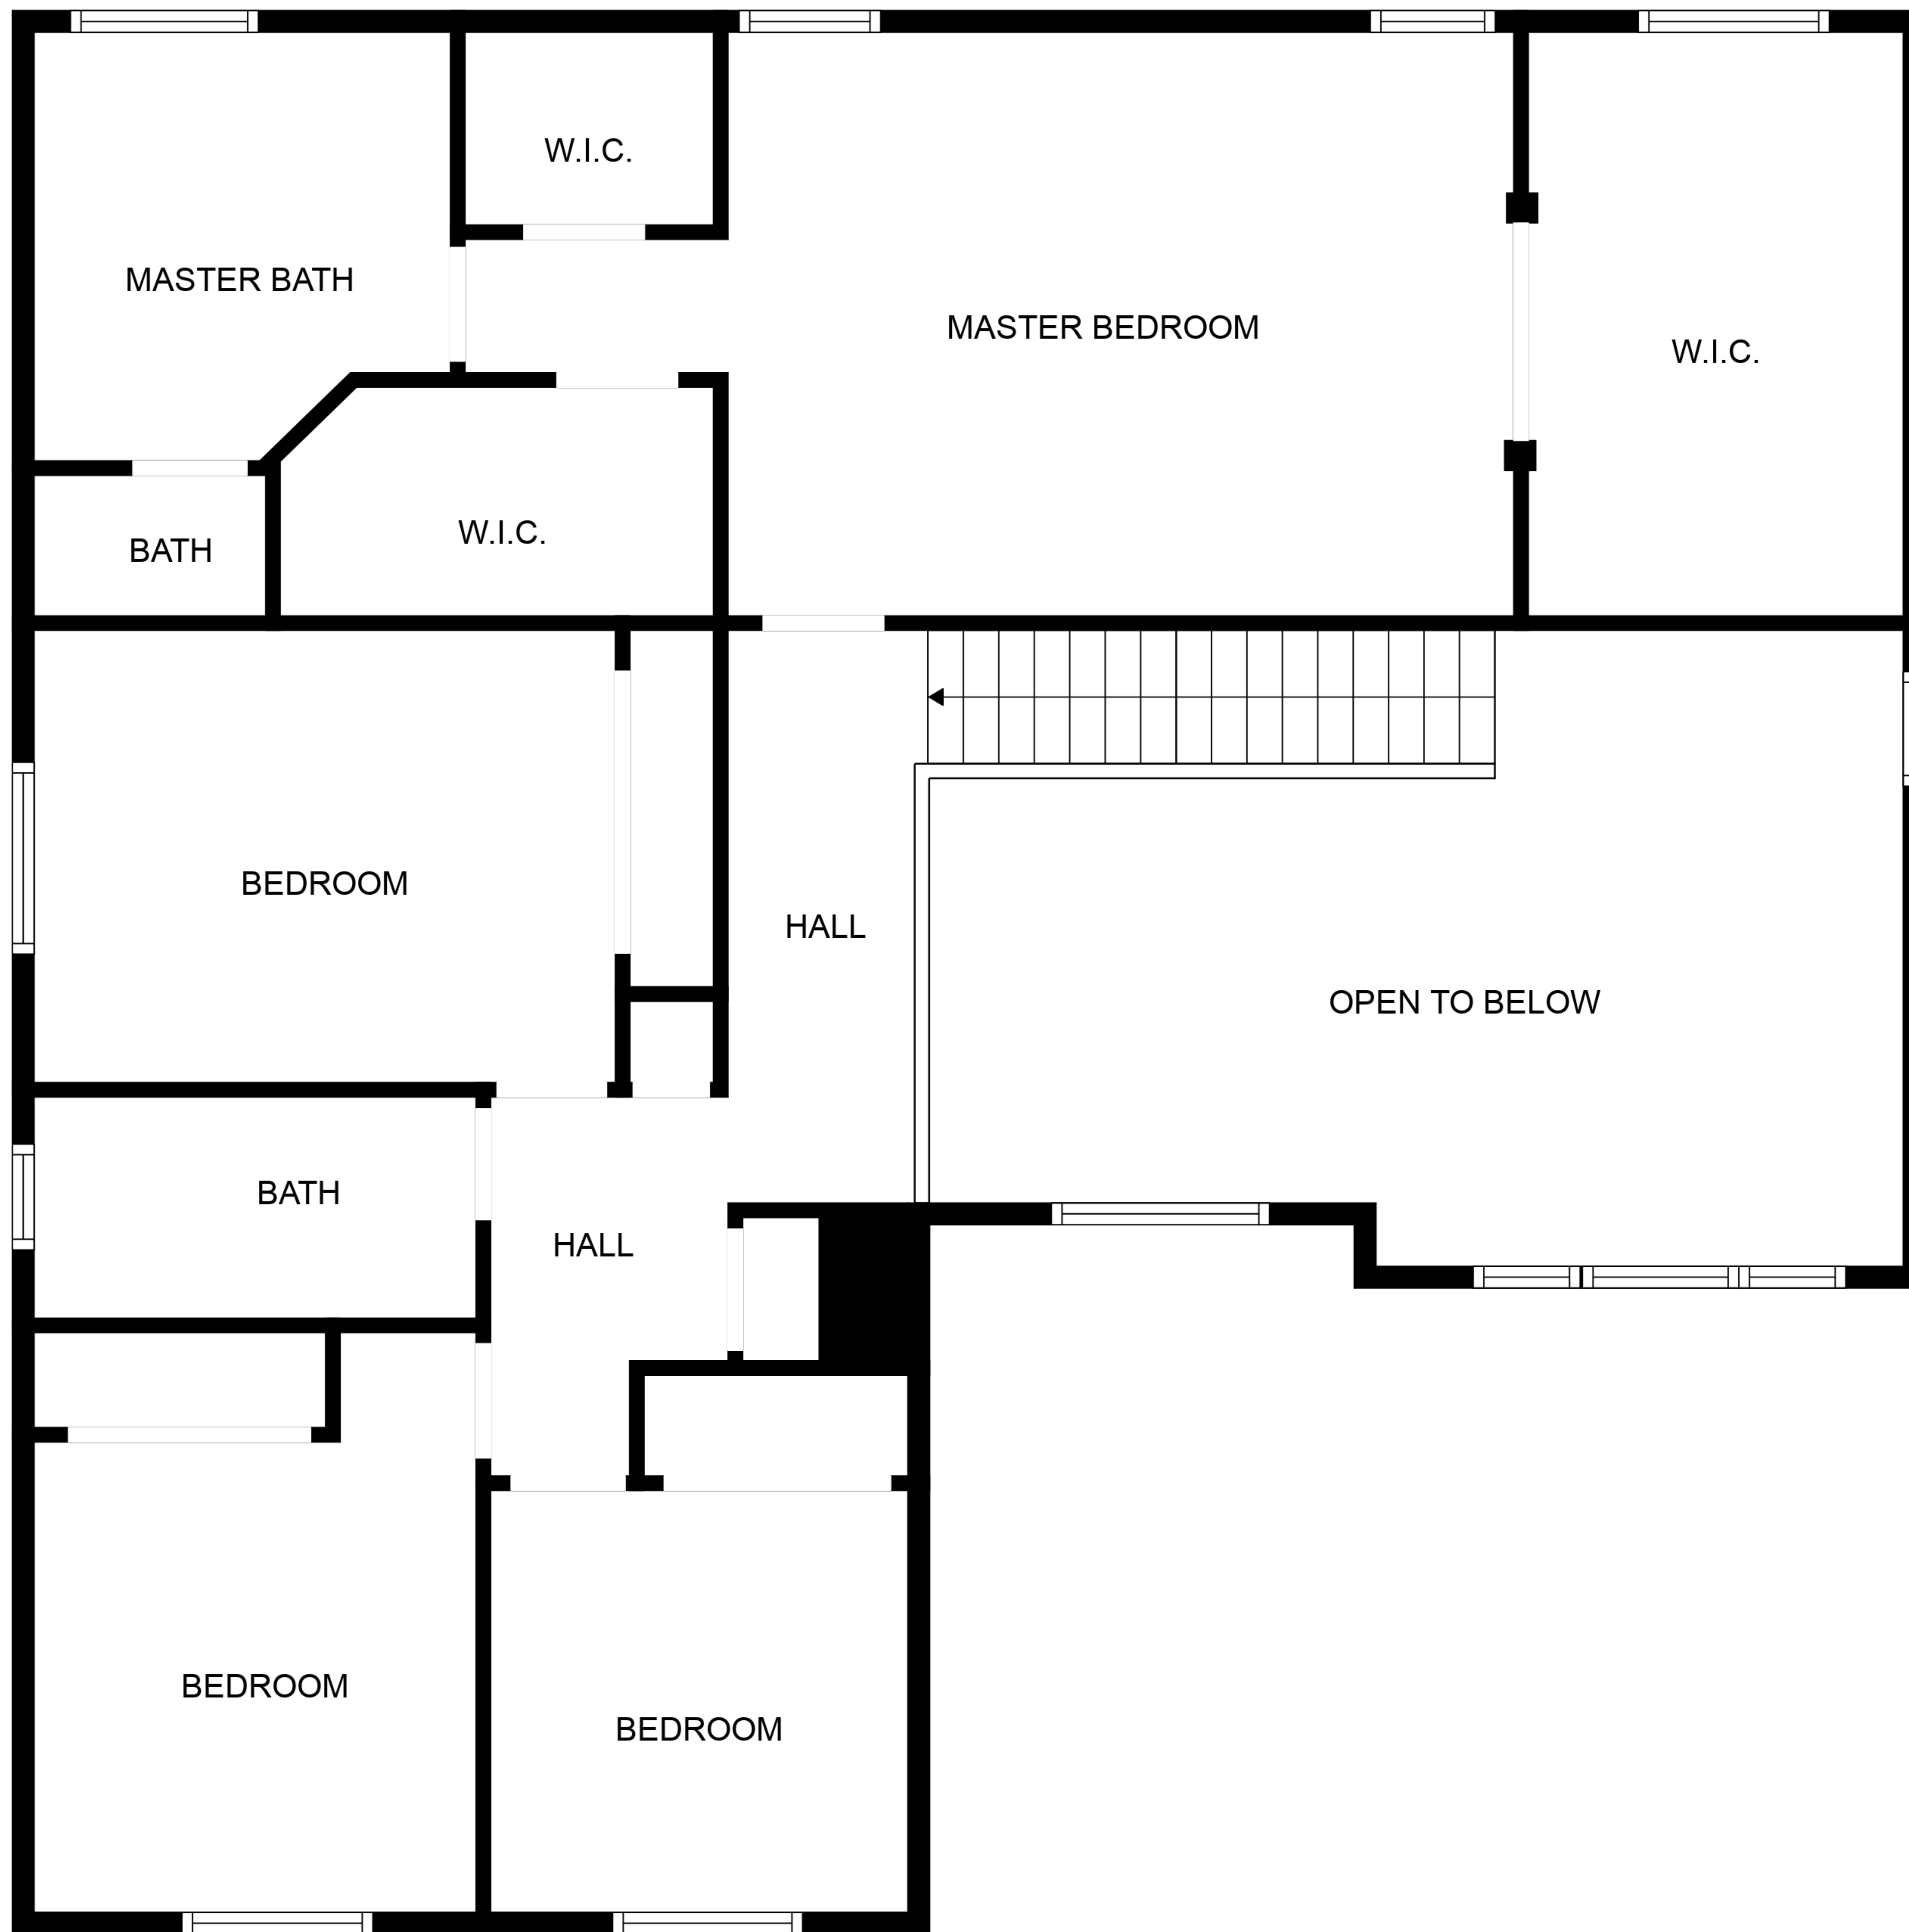 W.I.C.
MASTER BATH
MASTER BEDROOM
W.I.C.
W.I.C.
BATH
BEDROOM
HALL
OPEN TO BELOW
BATH
HALL
BEDROOM
BEDROOM